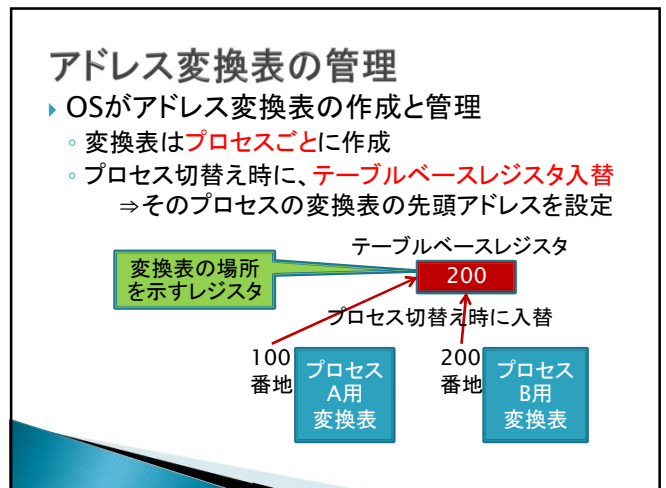 アドレス変換表の管理
OSがアドレス変換表の作成と管理
変換表はプロセスごとに作成
プロセス切替え時に、テーブルベースレジスタ入替
⇒そのプロセスの変換表の先頭アドレスを設定
テーブルベースレジスタ
変換表の場所
を示すレジスタ
200
プロセス切替え時に入替
100
番地
プロセス
A用
変換表
200
番地
プロセス
B用
変換表